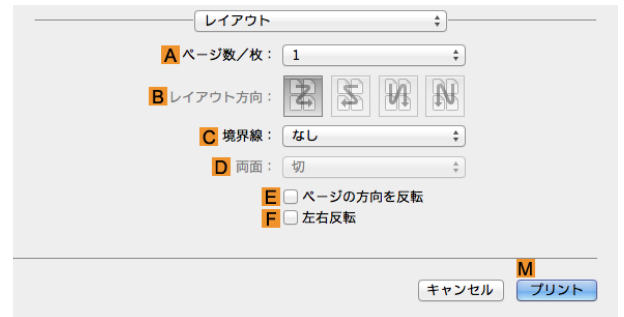 レイアウト
A ページ数／枚： 1
B レイアウト方向：
C 境界線： なし
D 両面： 切
E ページの方向を反転
F 左右反転
M
キャンセル プリント